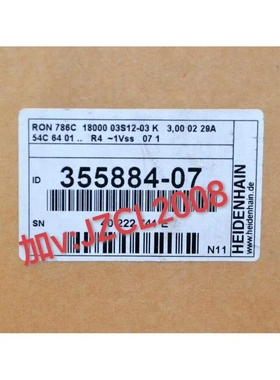 RON 786C 18000 03S12-03 K 3,00 02 29A
54C 64 01 .. R4 ~1Vss 07 1
ID 355884-07
加v.JZCL2008
SN
N11
HEIDENHAIN
www.heidenhain.de